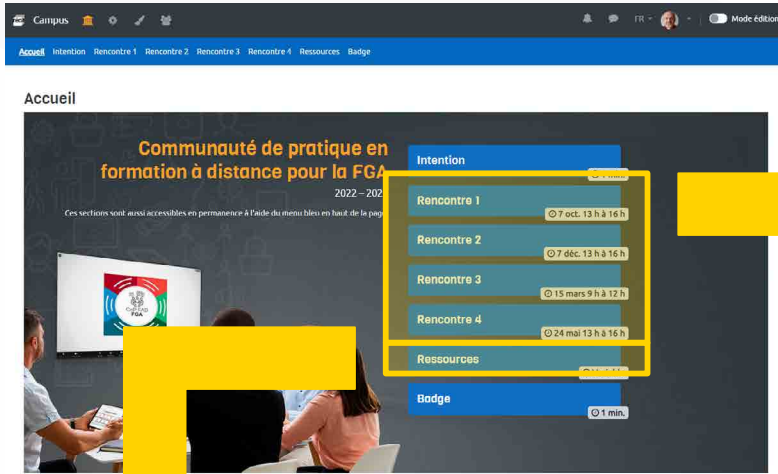 Campus
FR
Mode édition
Accueil Intention Rencontre 1 Rencontre 2 Rencontre 3 Rencontre 4 Ressources Badge
Accueil
Communauté de pratique en
formation à distance pour la FGA
2022 – 202
Ces sections sont aussi accessibles en permanence à l'aide du menu bleu en haut de la page
Intention
Rencontre 1
7 oct. 13 h à 16 h
Rencontre 2
7 déc. 13 h à 16 h
Rencontre 3
15 mars 9 h à 12 h
Rencontre 4
24 mai 13 h à 16 h
Ressources
Badge
1 min.
FGA